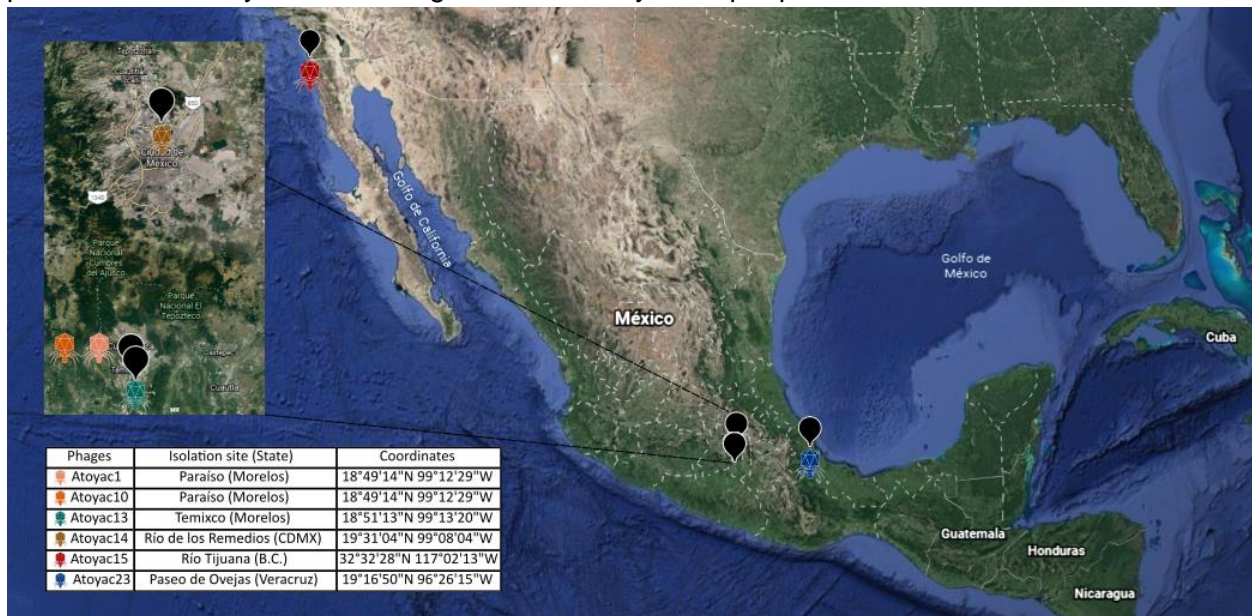 Tepotzotlán
Ciudad de
México
Parque
Nacional
Cumbres
del Ajusco
Parque
Nacional El
Tepozteco
Cuautla
MR
Golfo de California
México
Golfo de
México
Cuba
Guatemala
Honduras
Nicaragua
Phages Isolation site (State) Coordinates
Atoyac1 Paraíso (Morelos) 18°49'14"N 99°12'29"W
Atoyac10 Paraíso (Morelos) 18°49'14"N 99°12'29"W
Atoyac13 Temixco (Morelos) 18°51'13"N 99°13'20"W
Atoyac14 Río de los Remedios (CDMX) 19°31'04"N 99°08'04"W
Atoyac15 Río Tijuana (B.C.) 32°32'28"N 117°02'13"W
Atoyac23 Paseo de Ovejas (Veracruz) 19°16'50"N 96°26'15"W